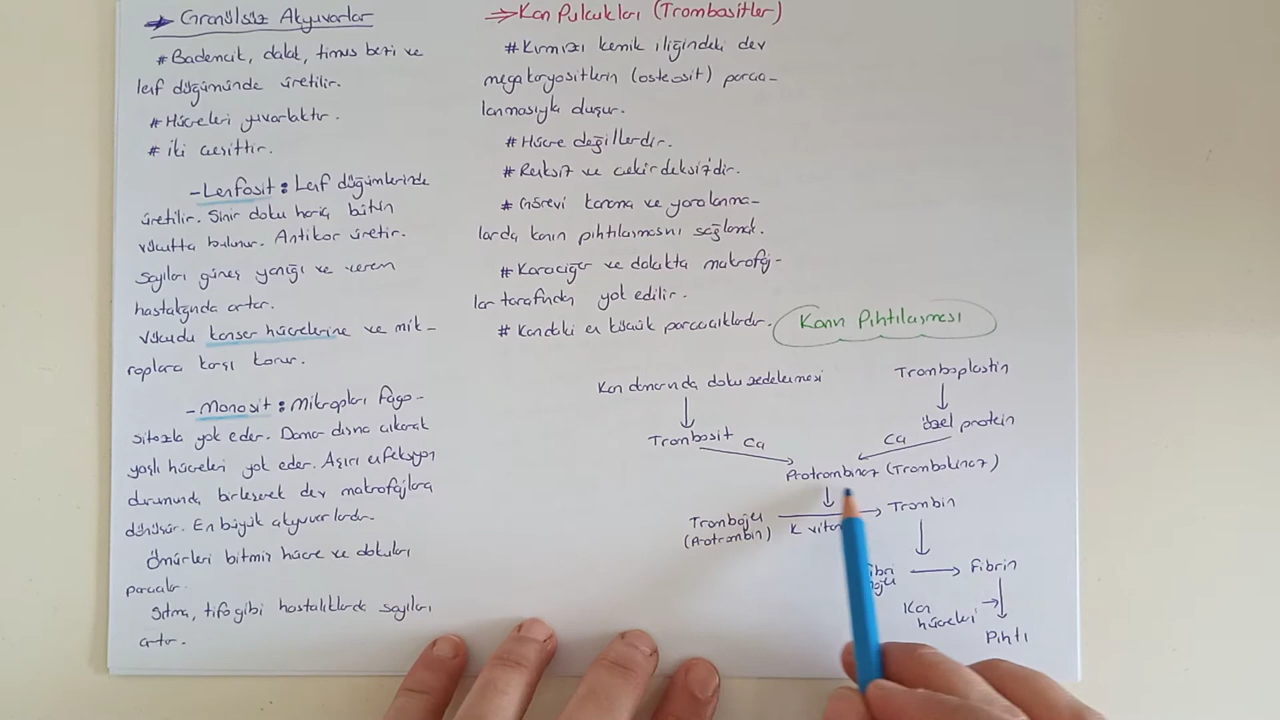 → Granülsüz Akyuvarlar
# Bademcik, dalak, timus bezi ve
lenf düğümünde üretilir.
# Hücreleri yuvarlaktır.
# İki çeşittir.
- Lenfosit : Lenf düğümlerinde
üretilir. Sinir doku hariç bütün
vücutta bulunur. Antikor üretir.
Sayıları güneş yanığı ve verem
hastalığında artar.
Vücudu kanser hücrelerine ve mik-
roplara karşı korur.
- Monosit : Mikropları fago-
sitozla yok eder. Damar dışına çıkarak
yaşlı hücreleri yok eder. Aşırı enfeksiyon
durumunda birleşerek dev makrofajlara
dönüşür. En büyük akyuvarlardır.
Ömürleri bitmiş hücre ve dokuları
parçalar.
Sıtma, tifo gibi hastalıklarda sayıları
artar.
→ Kan Pulcukları (Trombositler)
# Kırmızı kemik iliğindeki dev
megakaryositlerin (osteosit) parça-
lanmasıyla oluşur.
# Hücre değillerdir.
# Renksiz ve çekirdeksizdir.
# Görevi kanama ve yaralanma-
larda kanın pıhtılaşmasını sağlamak.
# Karaciğer ve dalakta makrofaj-
lar tarafından yok edilir.
# Kandaki en küçük parçacıklardır.
Kanın Pıhtılaşması
Kan damarında doku zedelenmesi
Tromboplastin
Trombosit
Ca
özel protein
Ca
Protrombinaz (Trombokinaz)
Trombojen
(Protrombin)
K
Trombin
Fibrin
Kan
hücreleri
Pıhtı